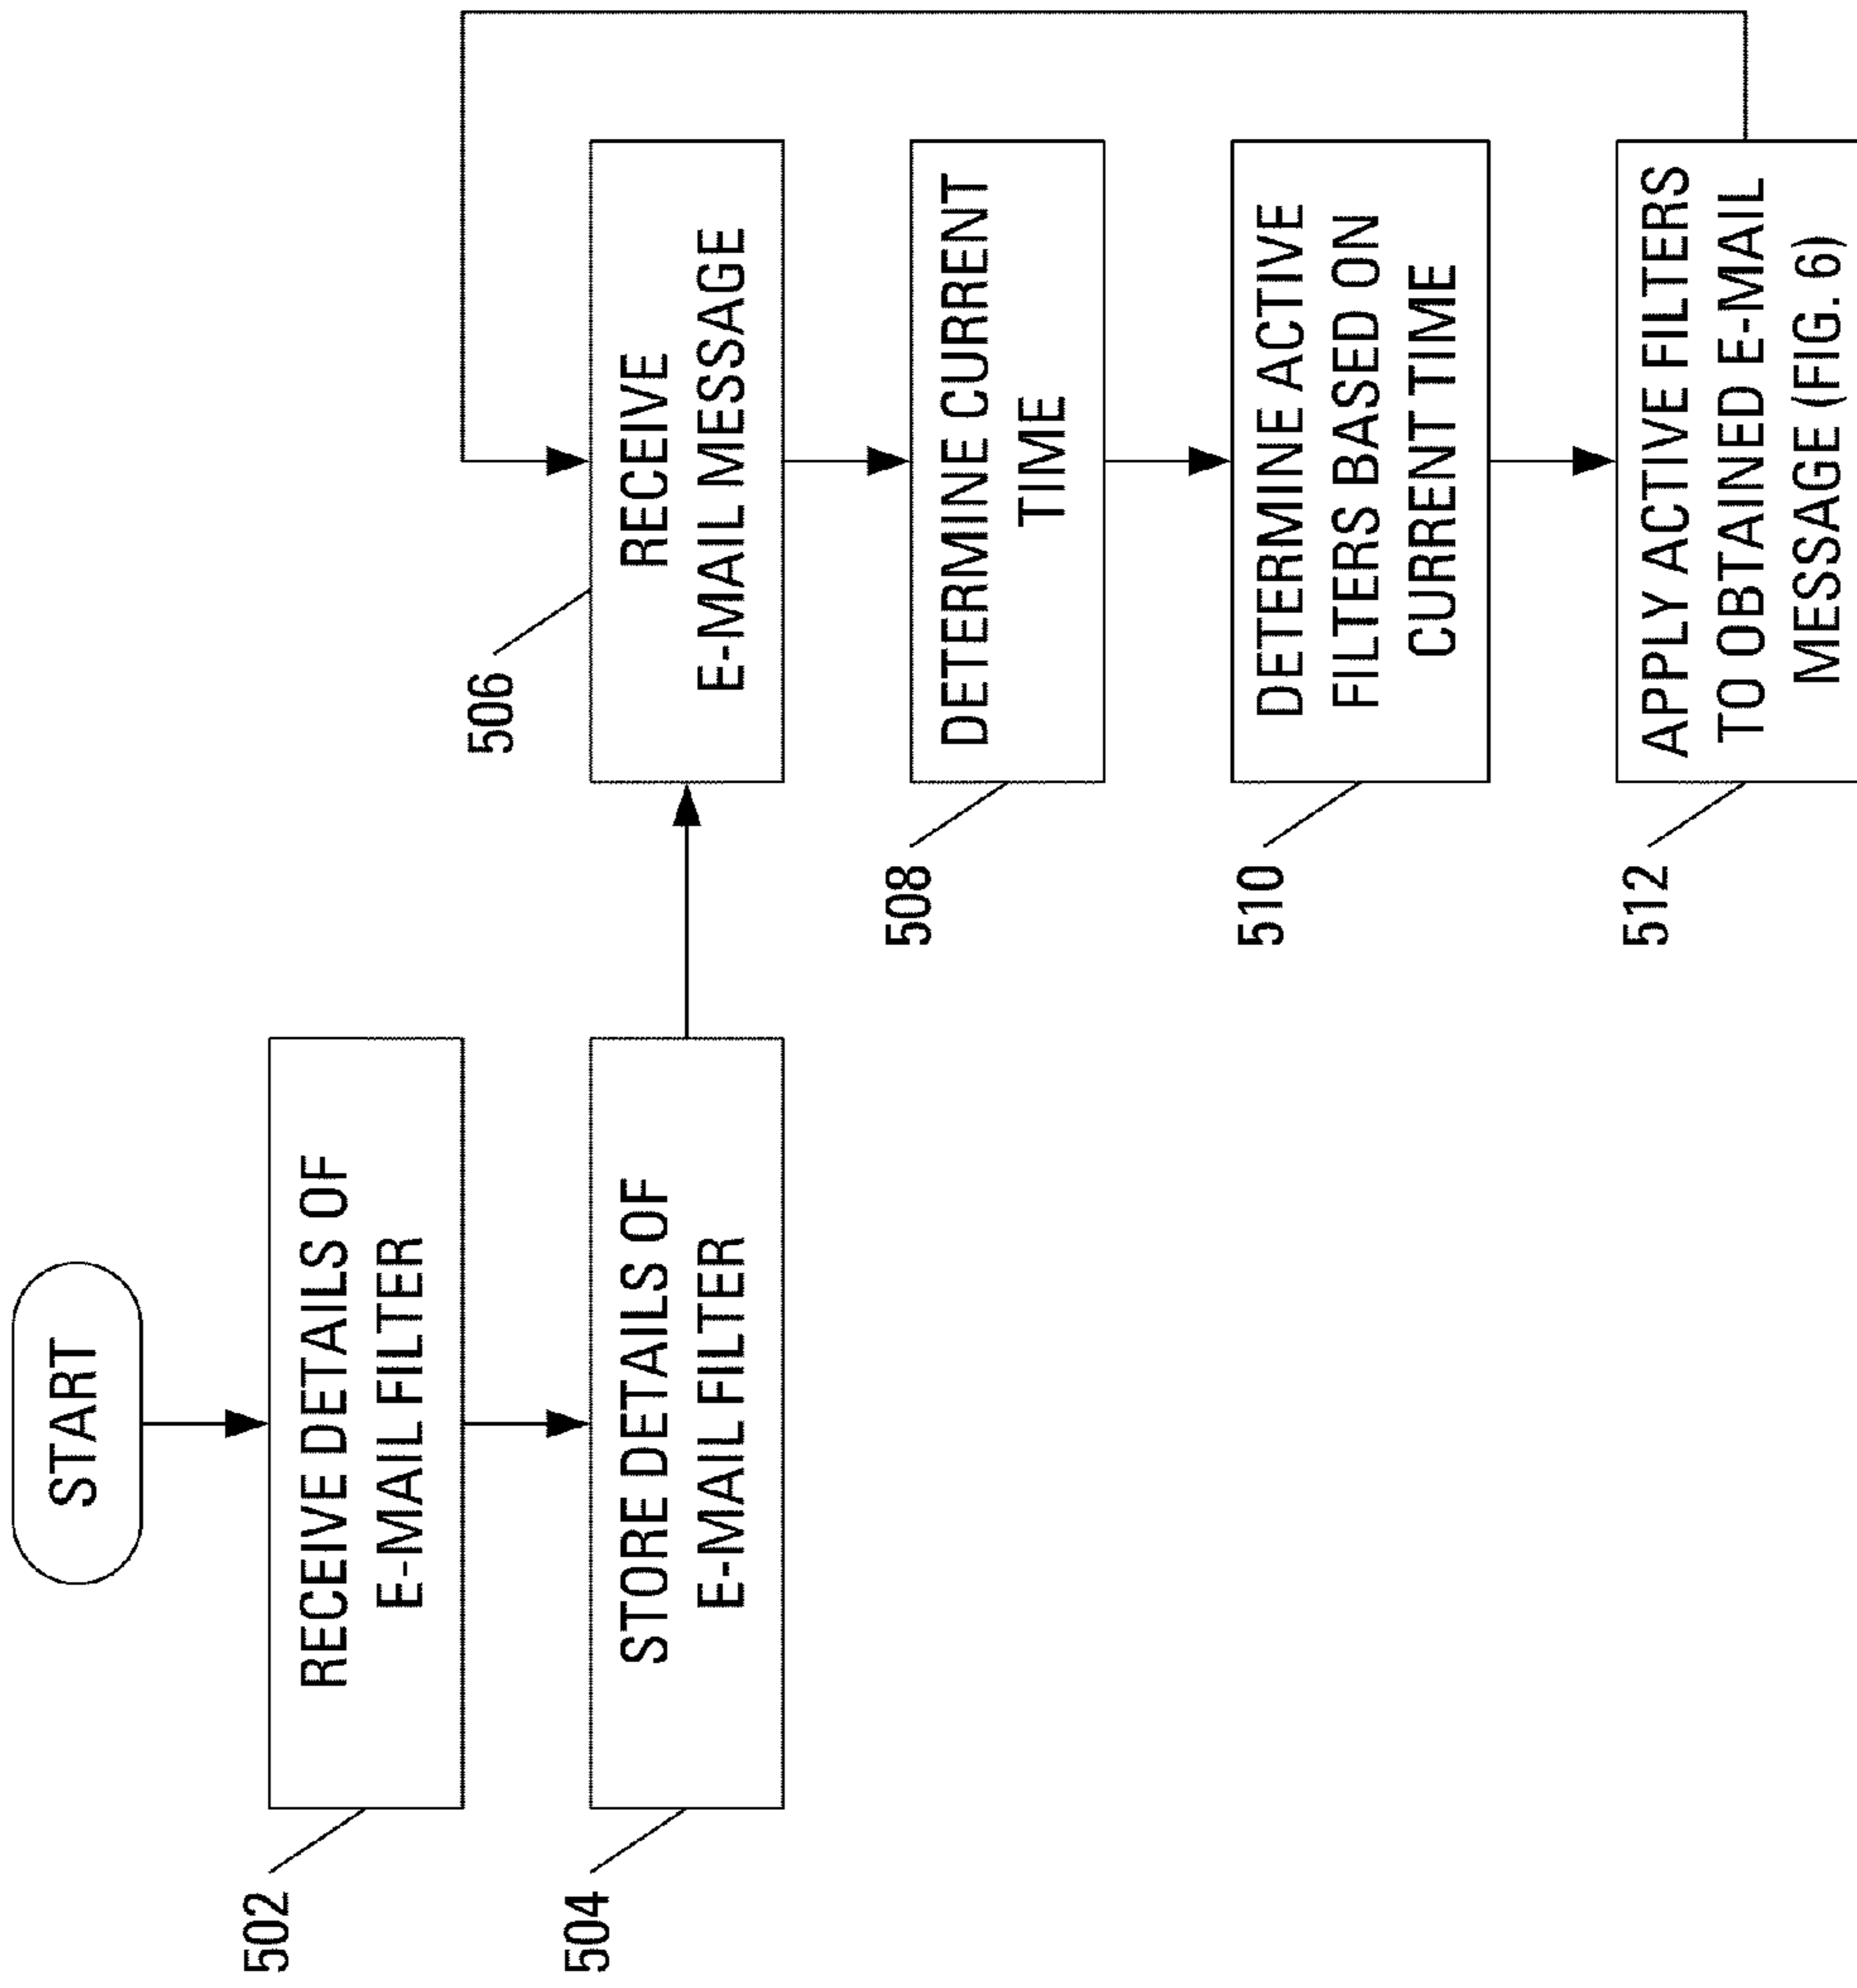 START
502
RECEIVE DETAILS OF
E-MAIL FILTER
504
STORE DETAILS OF
E-MAIL FILTER
506
RECEIVE
E-MAIL MESSAGE
508
DETERMINE CURRENT
TIME
510
DETERMINE ACTIVE
FILTERS BASED ON
CURRENT TIME
512
APPLY ACTIVE FILTERS
TO OBTAINED E-MAIL
MESSAGE (FIG. 6)